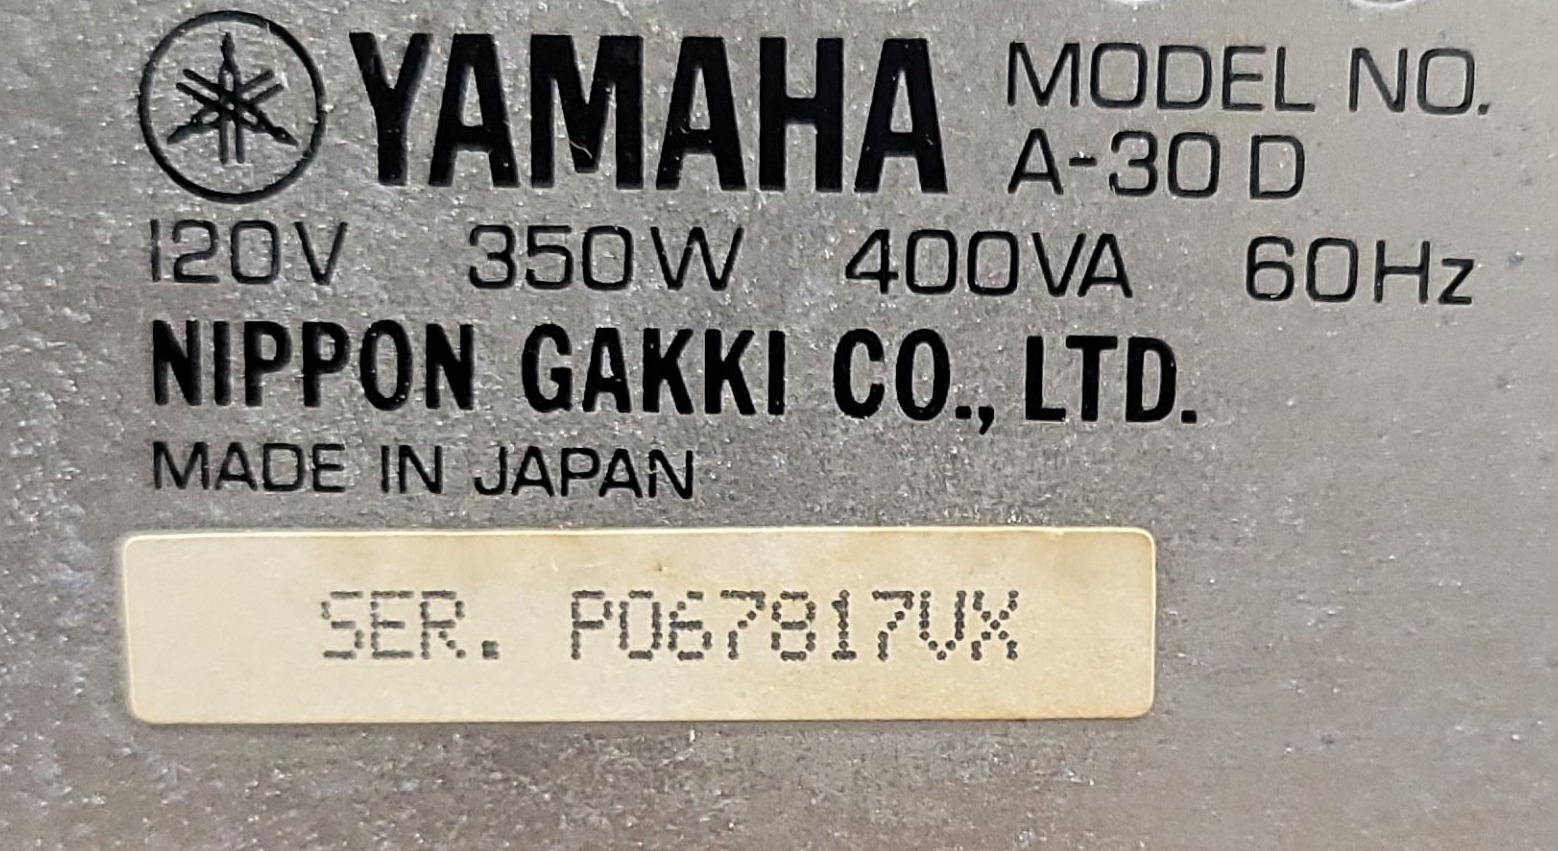 YAMAHA MODEL NO.
A-30 D
120V 350W 400VA 60Hz
NIPPON GAKKI CO., LTD.
MADE IN JAPAN
SER. P067817VX